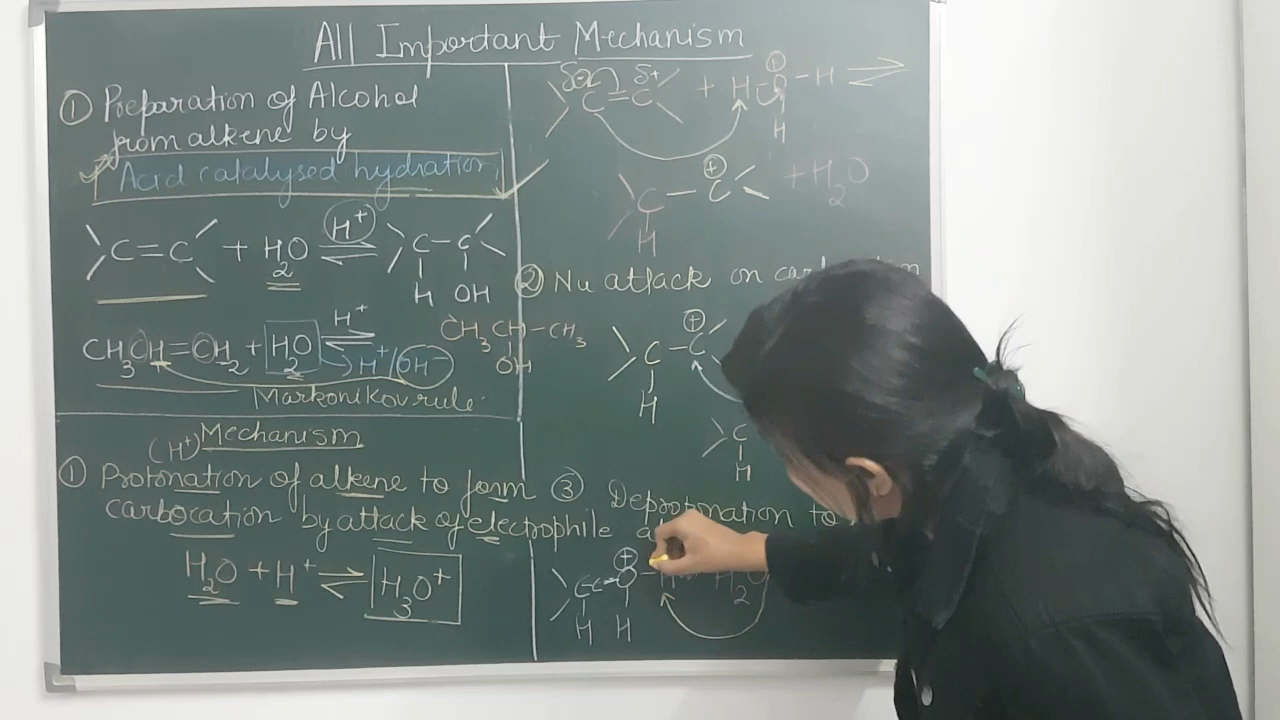 All Important Mechanism
① Preparation of Alcohol
from alkene by
Acid catalysed hydration
C=C + H2O ⇌ H+ C-C
H OH
CH3CH=CH2 + H2O ⇌ H+ CH3CH-CH3
H+/OH- OH
Markonikov rule.
Mechanism
(H+)
① Protonation of alkene to form
carbocation by attack of electrophile
H2O + H+ ⇌ H3O+
δ- δ+
C=C + H-O-H ⇌
⊕
H
C-C + H2O
⊕
H
② Nu attack on
C-C
⊕
H
C
H
③ Deprotonation to
C-C-O-H + H2O
⊕
H H